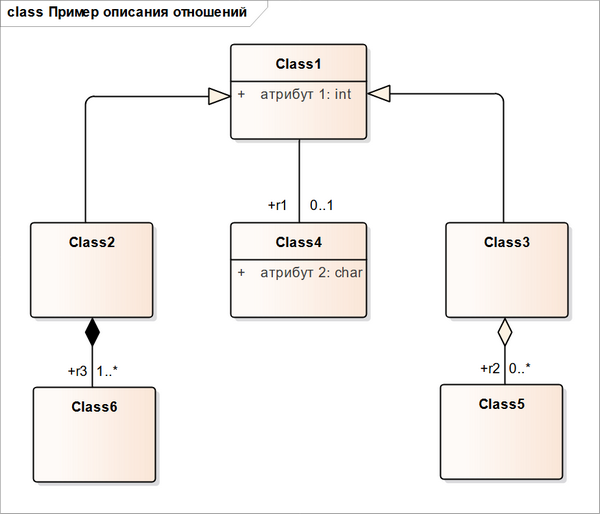 class Пример описания отношений
Class1
+ атрибут 1: int
+r1 0..1
Class2
Class4
Class3
+ атрибут 2: char
+r3 1..*
+r2 0..*
Class6
Class5